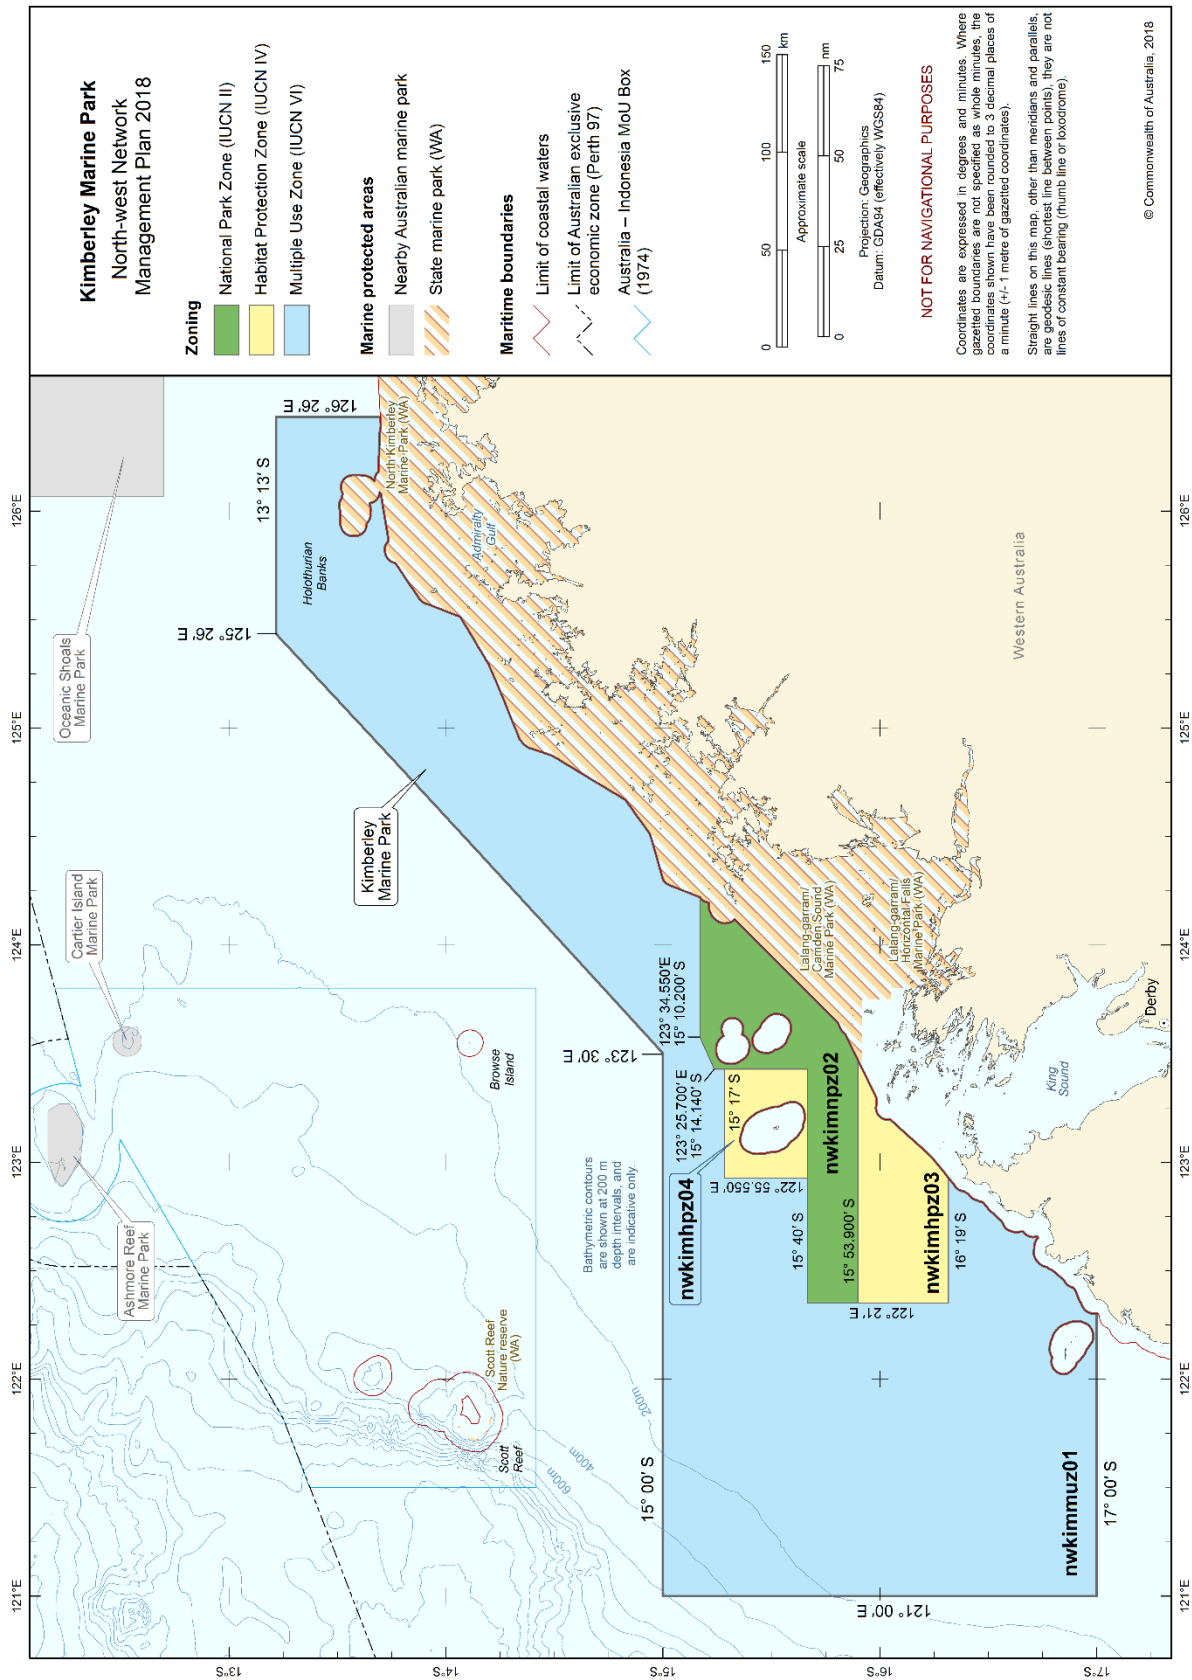 Kimberley Marine Park
North-west Network
Management Plan 2018
Zoning
National Park Zone (IUCN II)
Habitat Protection Zone (IUCN IV)
Multiple Use Zone (IUCN VI)
Marine protected areas
Nearby Australian marine park
State marine park (WA)
Maritime boundaries
Limit of coastal waters
Limit of Australian exclusive
economic zone (Perth 97)
Australia – Indonesia MoU Box
(1974)
0 50 100 150
km
Approximate scale
0 25 50 75
nm
Projection: Geographics
Datum: GDA94 (effectively WGS84)
NOT FOR NAVIGATIONAL PURPOSES
Coordinates are expressed in degrees and minutes. Where
gazetted boundaries are not specified as whole minutes, the
coordinates shown have been rounded to 3 decimal places of
a minute (+/- 1 metre of gazetted coordinates).
Straight lines on this map, other than meridians and parallels,
are geodesic lines (shortest line between points), they are not
lines of constant bearing (rhumb line or loxodrome).
© Commonwealth of Australia, 2018
121°E
122°E
123°E
124°E
125°E
126°E
Ashmore Reef
Marine Park
Cartier Island
Marine Park
Oceanic Shoals
Marine Park
13° 13' S
125° 26' E
126° 26' E
Holothurian
Banks
North Kimberley
Marine Park (WA)
Admiralty
Gulf
Kimberley
Marine Park
Browse
Island
Scott Reef
Nature reserve
(WA)
Scott
Reef
200m
400m
600m
Bathymetric contours
are shown at 200 m
depth intervals, and
are indicative only.
15° 00' S
123° 30' E
123° 34.550'E
15° 10.200' S
123° 25.700' E
15° 14.140' S
15° 17' S
122° 55.550' E
nwkimhpz04
15° 40' S
nwkimnpz02
15° 53.900' S
122° 21' E
nwkimhpz03
16° 19' S
Lalang-garram/
Camden Sound
Marine Park (WA)
Lalang-garram/
Horizontal Falls
Marine Park (WA)
Western Australia
King
Sound
Derby
nwkimmuz01
121° 00' E
17° 00' S
13°S
14°S
15°S
16°S
17°S
121°E
122°E
123°E
124°E
125°E
126°E